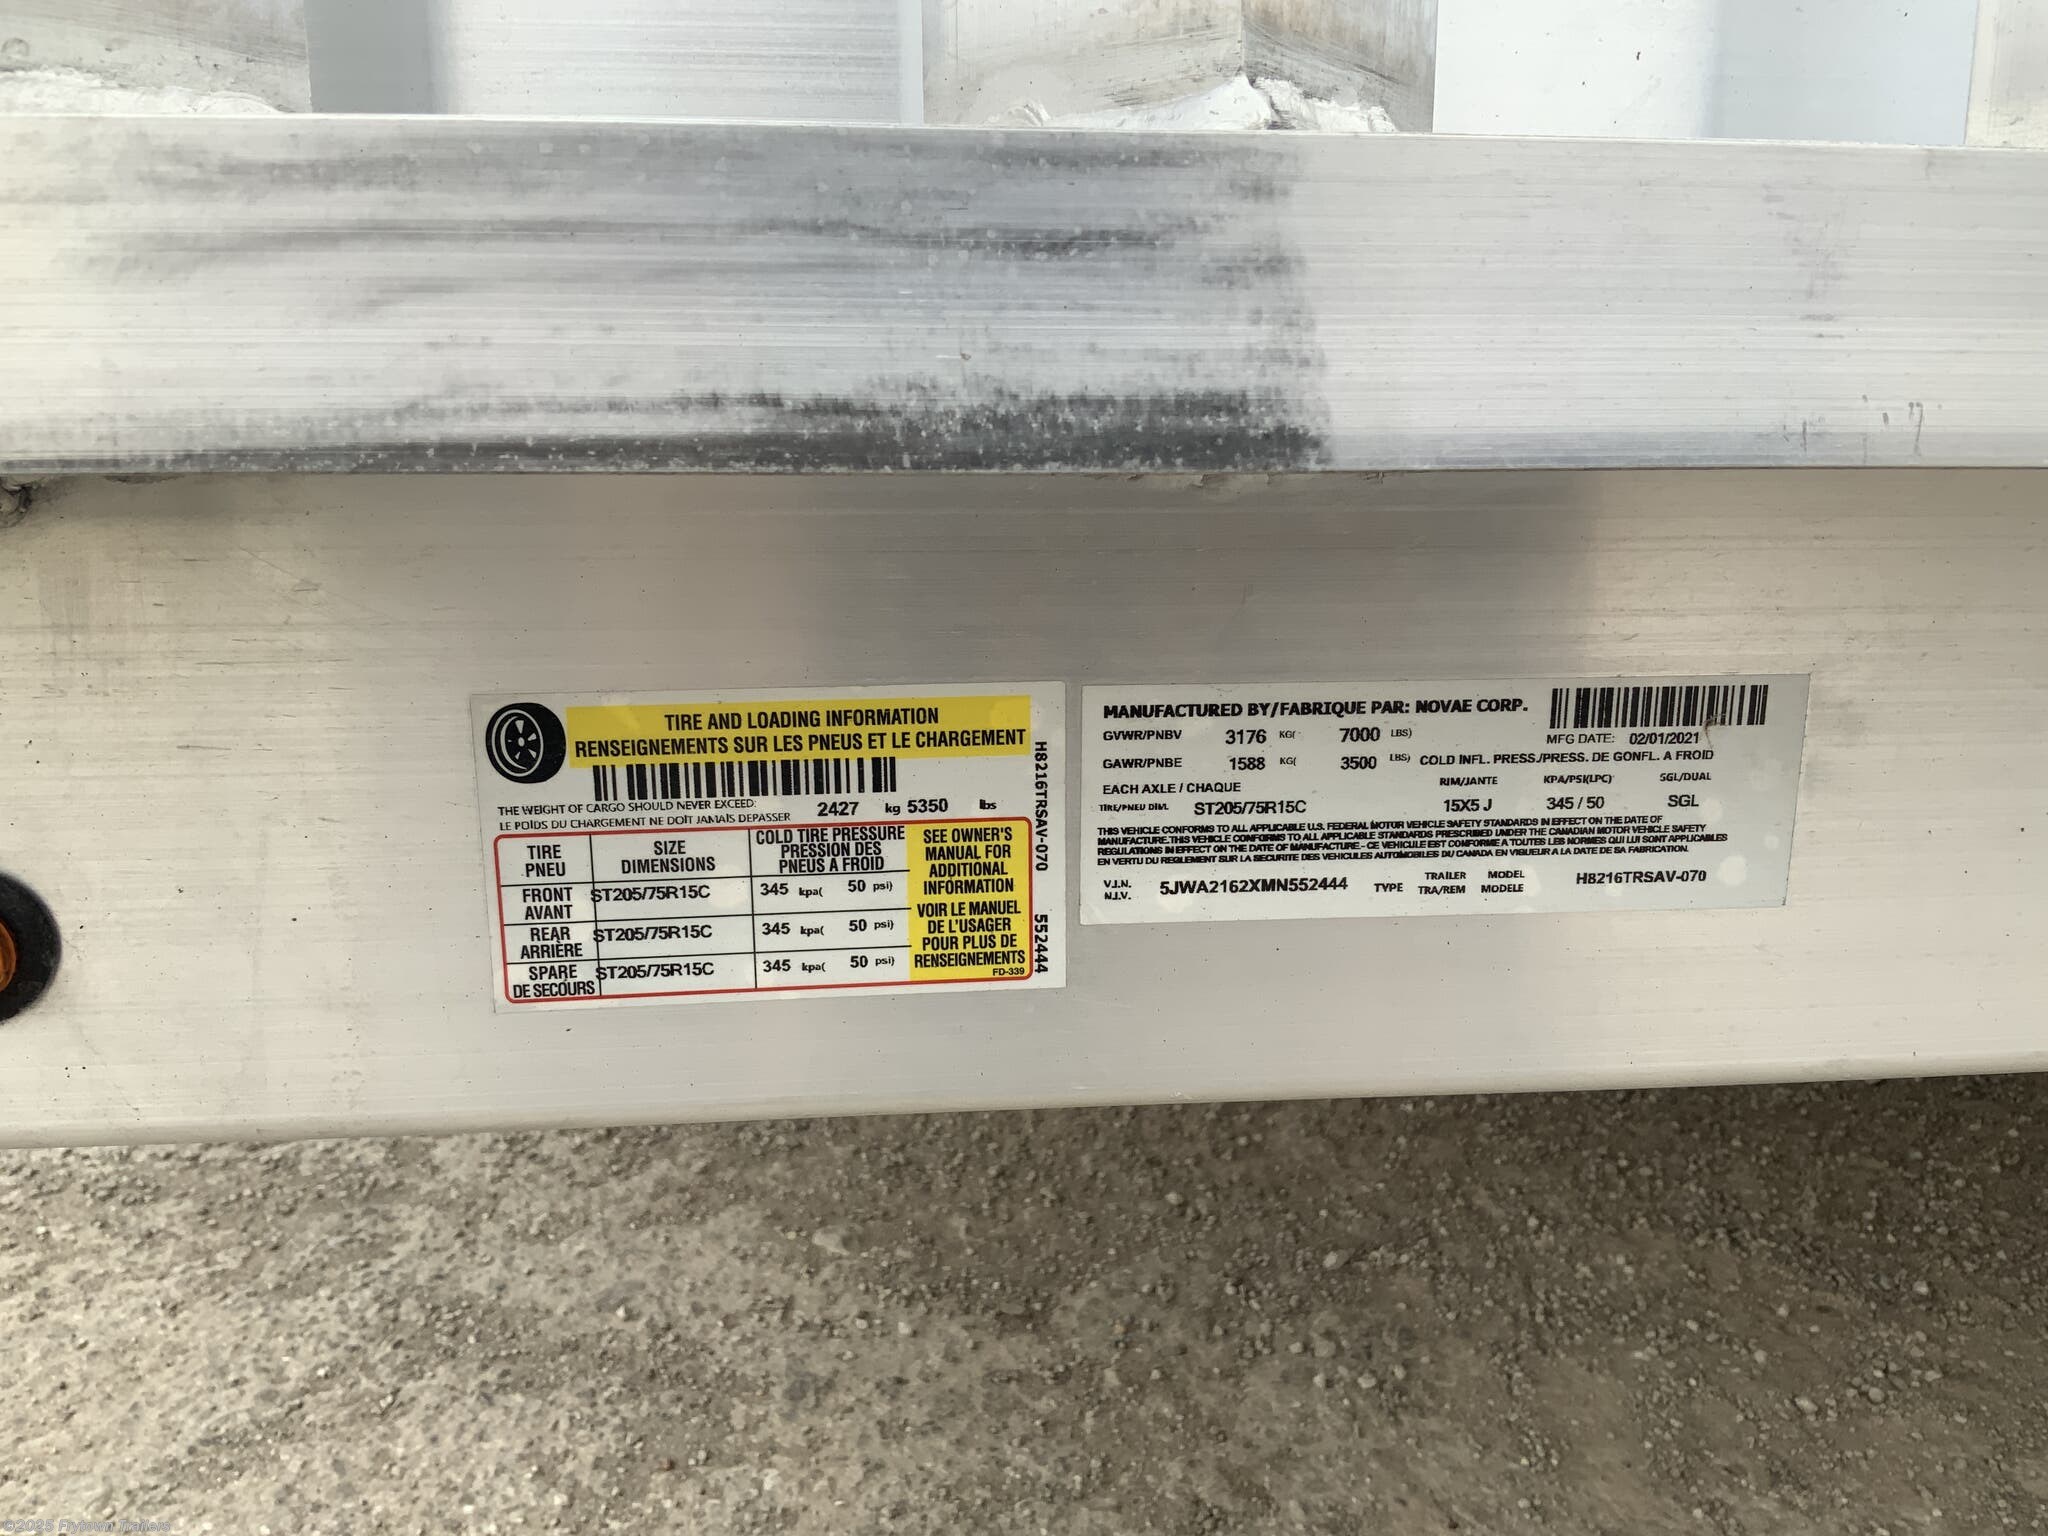 TIRE AND LOADING INFORMATION
RENSEIGNEMENTS SUR LES PNEUS ET LE CHARGEMENT
THE WEIGHT OF CARGO SHOULD NEVER EXCEED:
LE POIDS DU CHARGEMENT NE DOIT JAMAIS DEPASSER
2427 kg 5350 lbs
TIRE
PNEU
SIZE
DIMENSIONS
COLD TIRE PRESSURE
PRESSION DES
PNEUS A FROID
FRONT
AVANT
ST205/75R15C
345 kpa( 50 psi)
REAR
ARRIÈRE
ST205/75R15C
345 kpa( 50 psi)
SPARE
DE SECOURS
ST205/75R15C
345 kpa( 50 psi)
SEE OWNER'S
MANUAL FOR
ADDITIONAL
INFORMATION
VOIR LE MANUEL
DE L'USAGER
POUR PLUS DE
RENSEIGNEMENTS
FD-339
H8216TRSAV-070 552444
MANUFACTURED BY/FABRIQUE PAR: NOVAE CORP.
MFG DATE: 02/01/2021
GVWR/PNBV 3176 KG( 7000 LBS)
GAWR/PNBE 1588 KG( 3500 LBS) COLD INFL. PRESS./PRESS. DE GONFL. A FROID
EACH AXLE / CHAQUE RIM/JANTE KPA/PSI(LPC) SGL/DUAL
TIRE/PNEU DIM. ST205/75R15C 15X5 J 345 / 50 SGL
THIS VEHICLE CONFORMS TO ALL APPLICABLE U.S. FEDERAL MOTOR VEHICLE SAFETY STANDARDS IN EFFECT ON THE DATE OF
MANUFACTURE.THIS VEHICLE CONFORMS TO ALL APPLICABLE STANDARDS PRESCRIBED UNDER THE CANADIAN MOTOR VEHICLE SAFETY
REGULATIONS IN EFFECT ON THE DATE OF MANUFACTURE.- CE VEHICULE EST CONFORME A TOUTES LES NORMES QUI LUI SONT APPLICABLES
EN VERTU DU REGLEMENT SUR LA SECURITE DES VEHICULES AUTOMOBILES DU CANADA EN VIGUEUR A LA DATE DE SA FABRICATION.
V.I.N.
N.I.V.
5JWA2162XMN552444
TYPE
TRAILER
TRA/REM
MODEL
MODELE
H8216TRSAV-070
©2025 Frytown Trailers